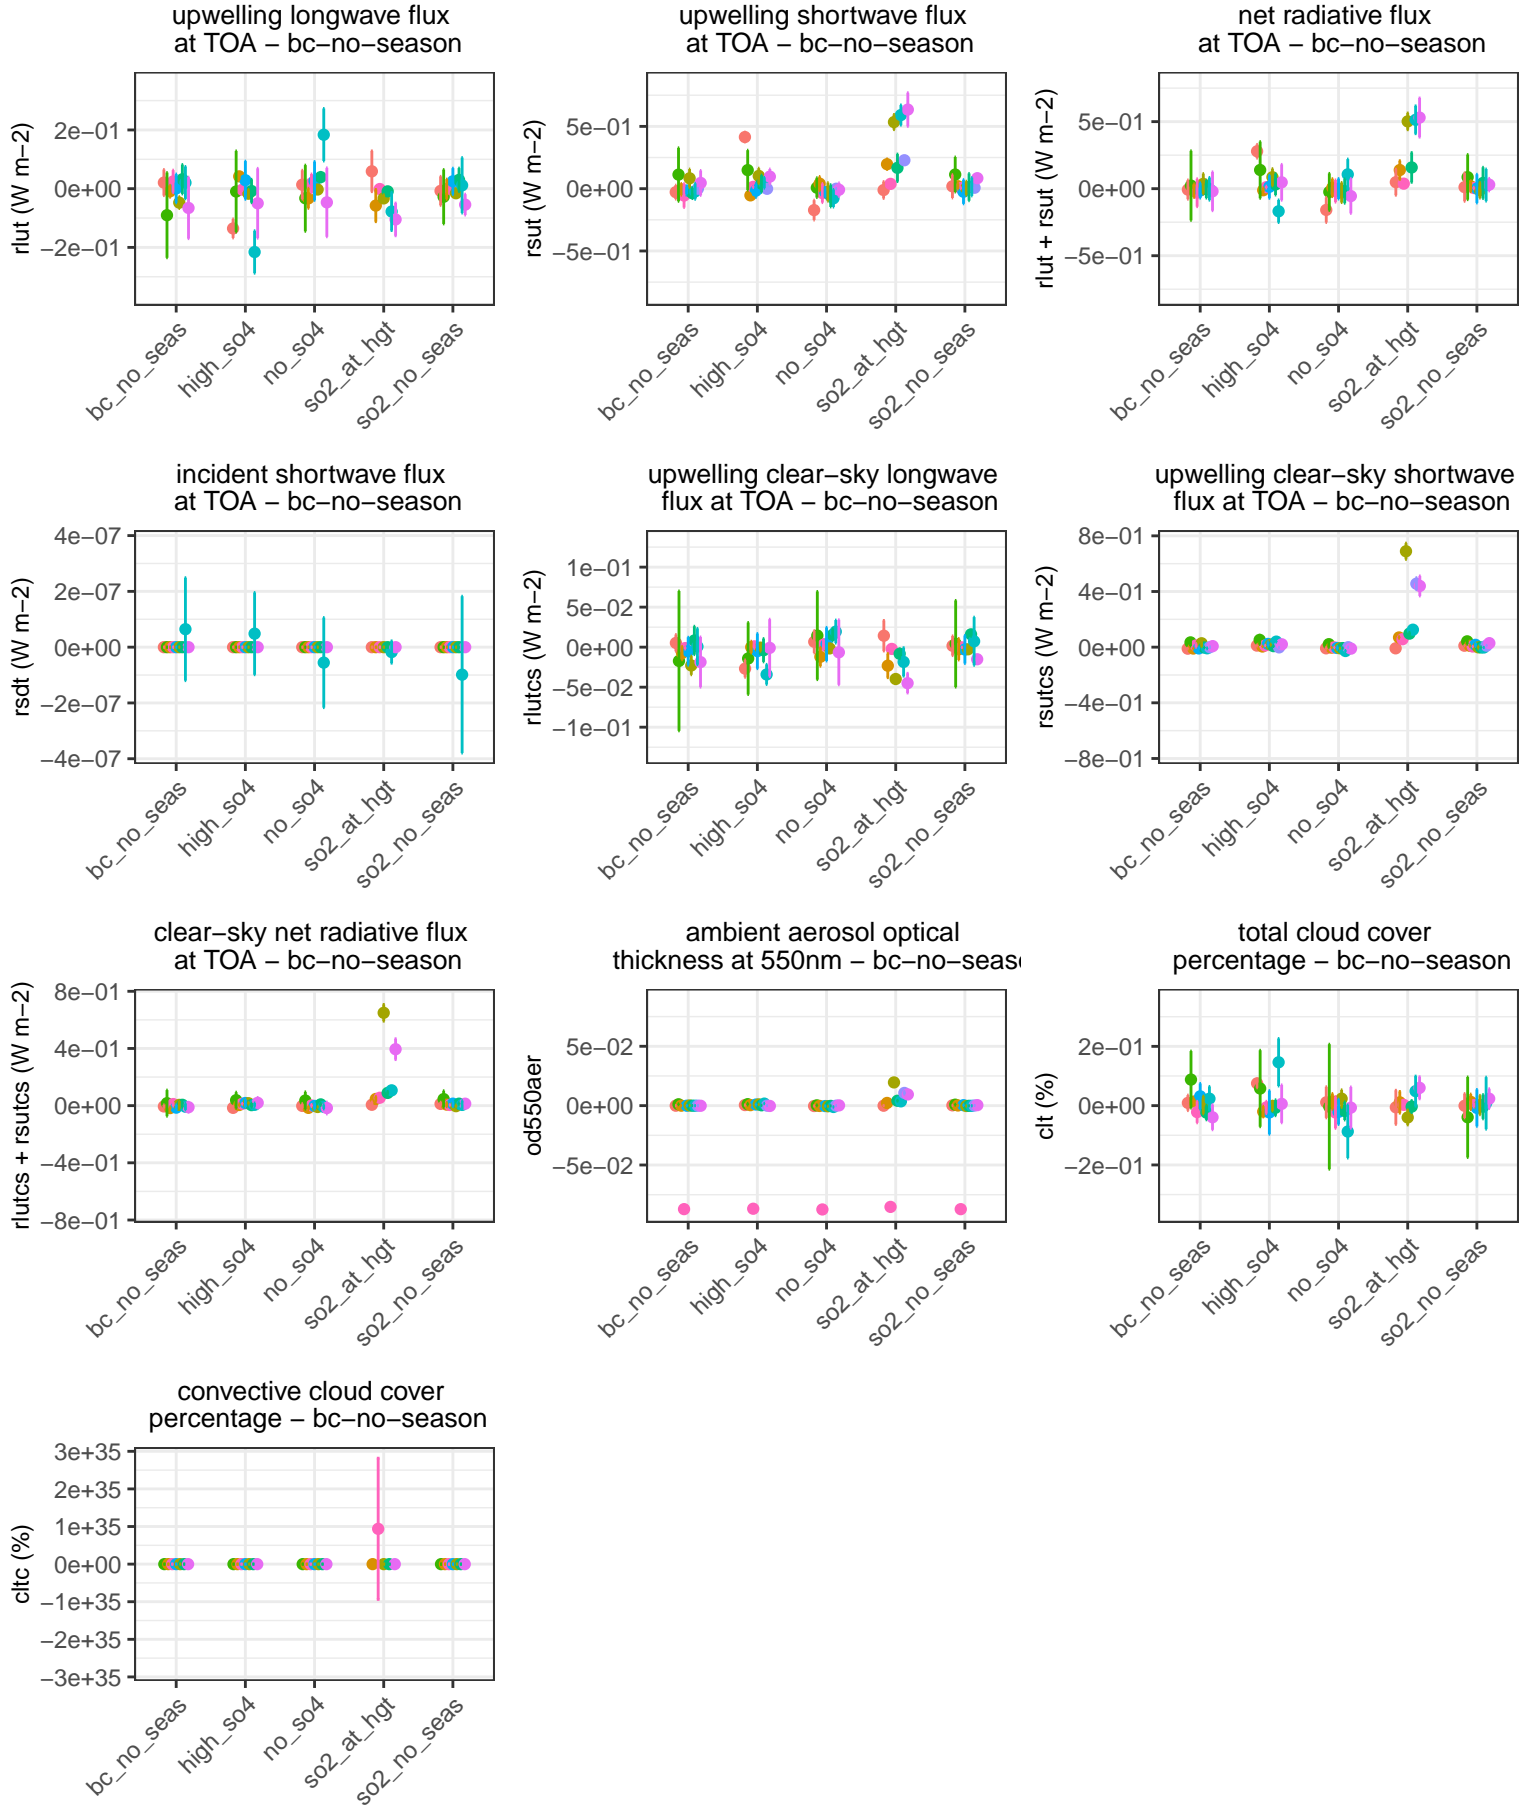 upwelling longwave flux
at TOA − bc−no−season
rlut (W m−2)
2e−01
0e+00
−2e−01
bc_no_seas
high_so4
no_so4
so2_at_hgt
so2_no_seas
upwelling shortwave flux
at TOA − bc−no−season
rsut (W m−2)
5e−01
0e+00
−5e−01
bc_no_seas
high_so4
no_so4
so2_at_hgt
so2_no_seas
net radiative flux
at TOA − bc−no−season
rlut + rsut (W m−2)
5e−01
0e+00
−5e−01
bc_no_seas
high_so4
no_so4
so2_at_hgt
so2_no_seas
incident shortwave flux
at TOA − bc−no−season
rsdt (W m−2)
4e−07
2e−07
0e+00
−2e−07
−4e−07
bc_no_seas
high_so4
no_so4
so2_at_hgt
so2_no_seas
upwelling clear−sky longwave
flux at TOA − bc−no−season
rlutcs (W m−2)
1e−01
5e−02
0e+00
−5e−02
−1e−01
bc_no_seas
high_so4
no_so4
so2_at_hgt
so2_no_seas
upwelling clear−sky shortwave
flux at TOA − bc−no−season
rsutcs (W m−2)
8e−01
4e−01
0e+00
−4e−01
−8e−01
bc_no_seas
high_so4
no_so4
so2_at_hgt
so2_no_seas
clear−sky net radiative flux
at TOA − bc−no−season
rlutcs + rsutcs (W m−2)
8e−01
4e−01
0e+00
−4e−01
−8e−01
bc_no_seas
high_so4
no_so4
so2_at_hgt
so2_no_seas
ambient aerosol optical
thickness at 550nm − bc−no−seas
od550aer
5e−02
0e+00
−5e−02
bc_no_seas
high_so4
no_so4
so2_at_hgt
so2_no_seas
total cloud cover
percentage − bc−no−season
clt (%)
2e−01
0e+00
−2e−01
bc_no_seas
high_so4
no_so4
so2_at_hgt
so2_no_seas
convective cloud cover
percentage − bc−no−season
cltc (%)
3e+35
2e+35
1e+35
0e+00
−1e+35
−2e+35
−3e+35
bc_no_seas
high_so4
no_so4
so2_at_hgt
so2_no_seas